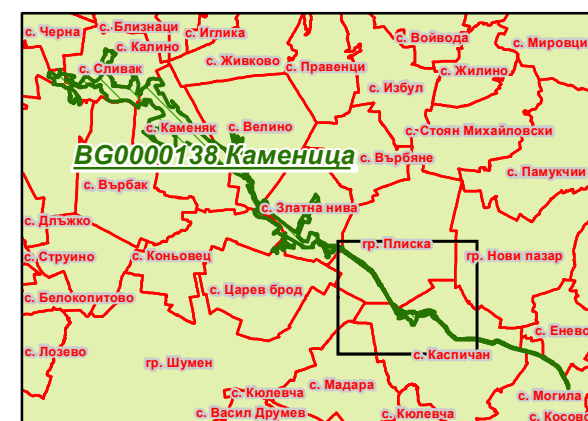 с. Черна
с. Близнаци
с. Иглика
с. Войвода
с. Мировци
с. Калино
с. Сливак
с. Живково
с. Правенци
с. Жилино
с. Избул
с. Каменяк
с. Велино
с. Стоян Михайловски
BG0000138 Каменица
с. Върбяне
с. Памукчии
с. Върбак
с. Златна нива
с. Длъжко
гр. Плиска
с. Струино
с. Коньовец
гр. Нови пазар
с. Царев брод
с. Белокопитово
с. Енево
с. Лозево
гр. Шумен
с. Каспичан
с. Мадара
с. Кюлевча
с. Могила
с. Васил Друмев
с. Кюлевча
с. Косово